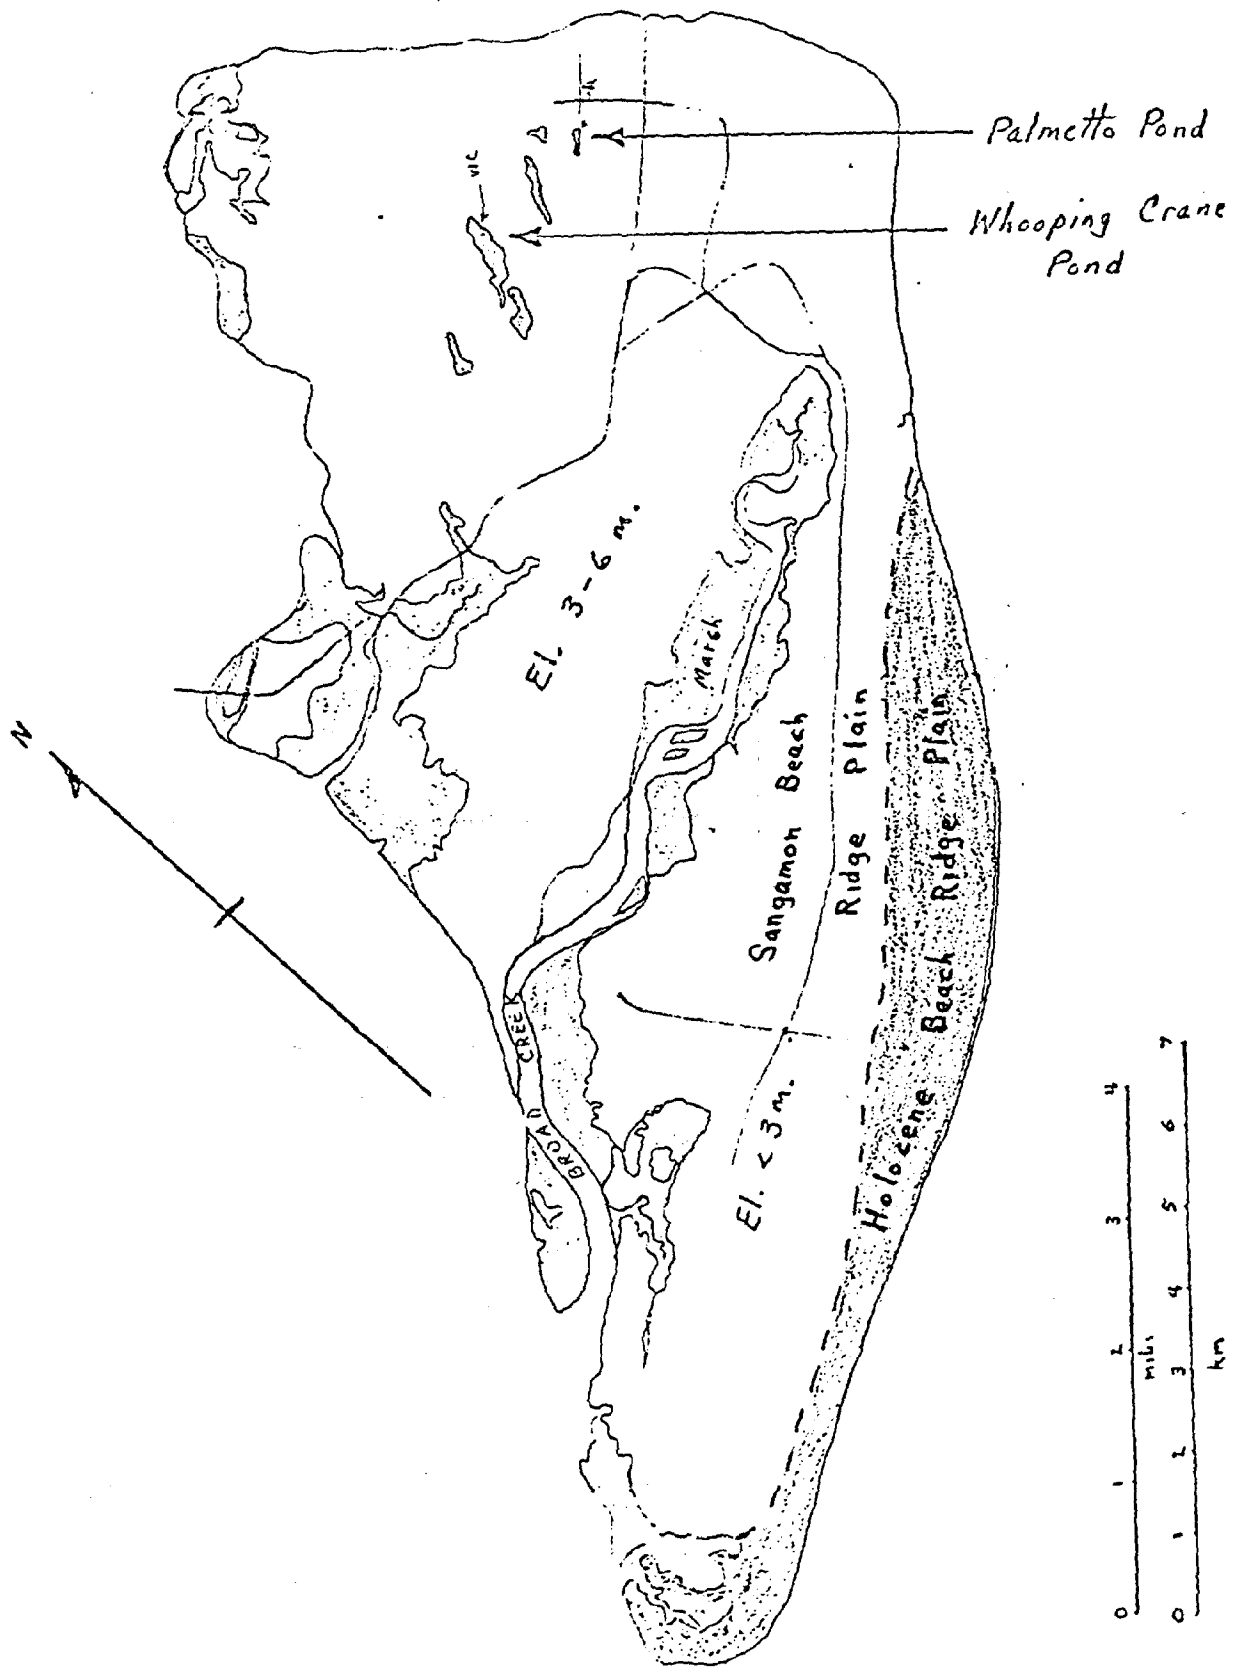 Palmetto Pond
Whooping Crane
Pond
N
El. 3-6 m.
Marsh
Sangamon Beach
Ridge Plain
Holocene Beach Ridge Plain
BROAD CREEK
El. < 3 m.
0 1 2 3 4
miles
0 1 2 3 4 5 6 7
km